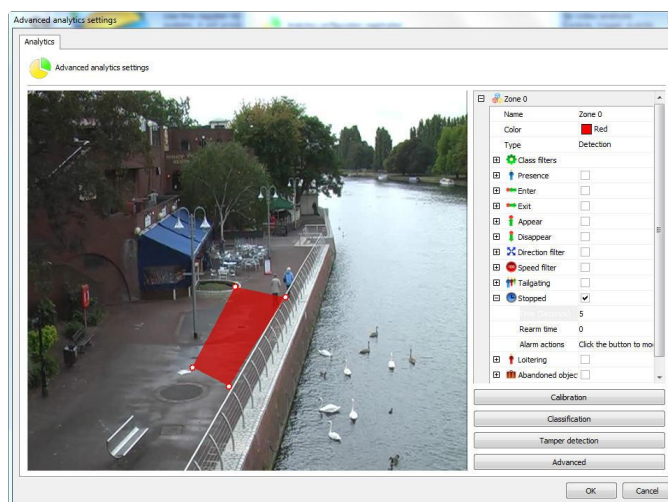 Advanced analytics settings
Analytics
Advanced analytics settings
Zone 0
Name Zone 0
Color Red
Type Detection
Class filters
Presence
Enter
Exit
Appear
Disappear
Direction filter
Speed filter
Tailgating
Stopped
5
Rearm time 0
Alarm actions Click the button to mo
Loitering
Abandoned objec
Calibration
Classification
Tamper detection
Advanced
OK Cancel